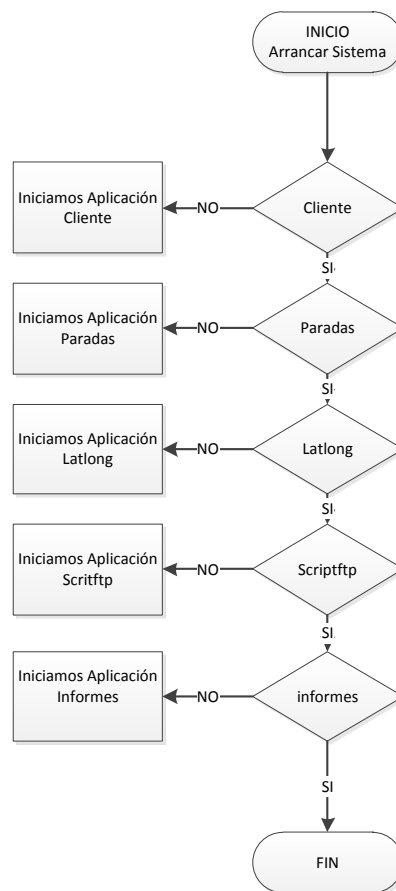 INICIO
Arrancar Sistema
Iniciamos Aplicación
Cliente
NO
Cliente
SI
Iniciamos Aplicación
Paradas
NO
Paradas
SI
Iniciamos Aplicación
Latlong
NO
Latlong
SI
Iniciamos Aplicación
Scritftp
NO
Scriptftp
SI
Iniciamos Aplicación
Informes
NO
informes
SI
FIN